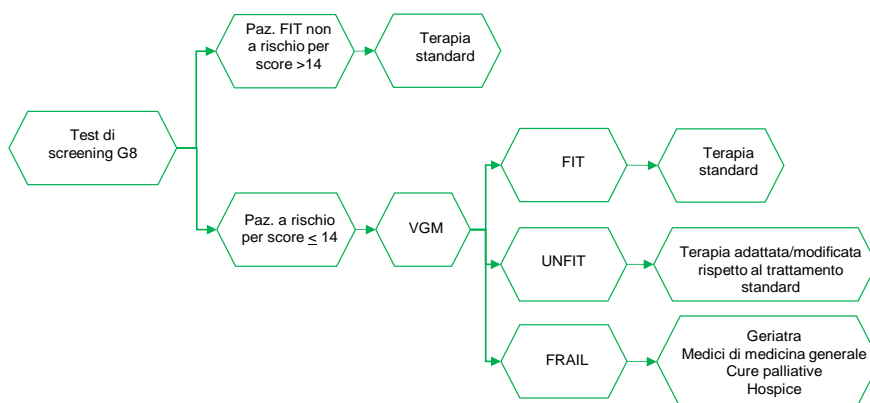 Paz. FIT non
a rischio per
score >14
Terapia
standard
Test di
screening G8
Paz. a rischio
per score ≤ 14
VGM
FIT
Terapia
standard
UNFIT
Terapia adattata/modificata
rispetto al trattamento
standard
FRAIL
Geriatra
Medici di medicina generale
Cure palliative
Hospice